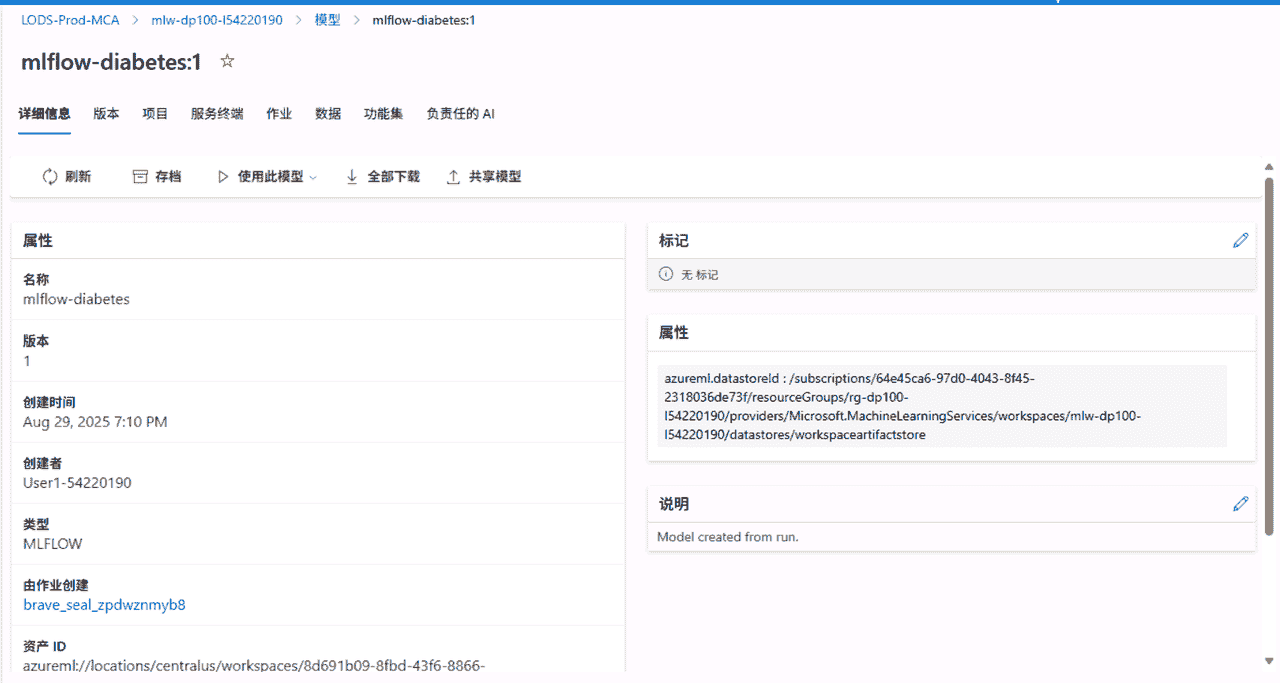 LODS-Prod-MCA > mlw-dp100-l54220190 > 模型 > mlflow-diabetes:1
mlflow-diabetes:1
详细信息 版本 项目 服务终端 作业 数据 功能集 负责任的 AI
刷新 存档 使用此模型 全部下载 共享模型
属性
名称
mlflow-diabetes
版本
1
创建时间
Aug 29, 2025 7:10 PM
创建者
User1-54220190
类型
MLFLOW
由作业创建
brave_seal_zpdwznmyb8
资产 ID
azureml://locations/centralus/workspaces/8d691b09-8fbd-43f6-8866-
标记
无 标记
属性
azureml.datastoreId : /subscriptions/64e45ca6-97d0-4043-8f45-
2318036de73f/resourceGroups/rg-dp100-
l54220190/providers/Microsoft.MachineLearningServices/workspaces/mlw-dp100-
l54220190/datastores/workspaceartifactstore
说明
Model created from run.